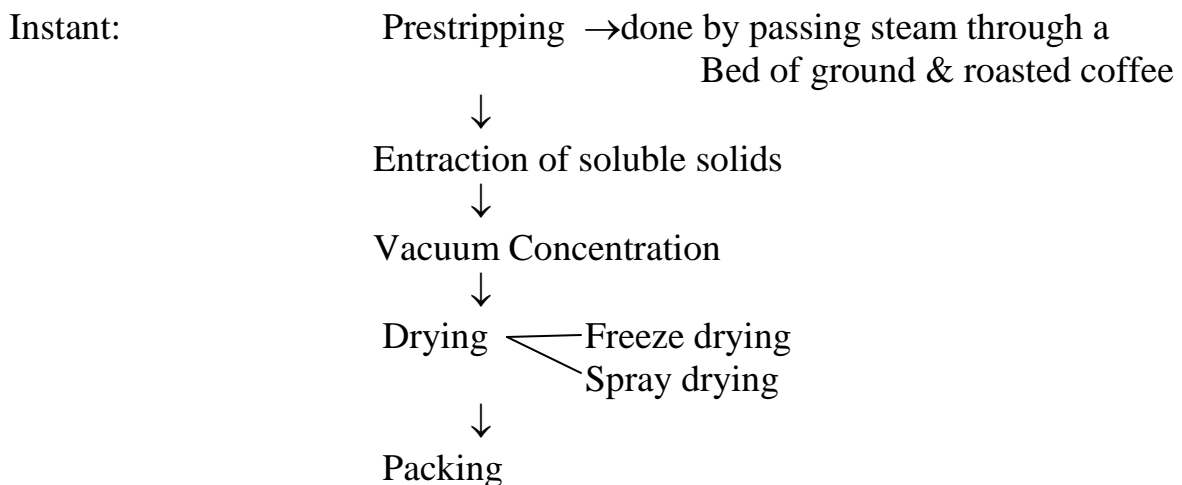 Instant: Prestripping →done by passing steam through a
Bed of ground & roasted coffee
↓
Entraction of soluble solids
↓
Vacuum Concentration
↓
Drying Freeze drying
Spray drying
↓
Packing